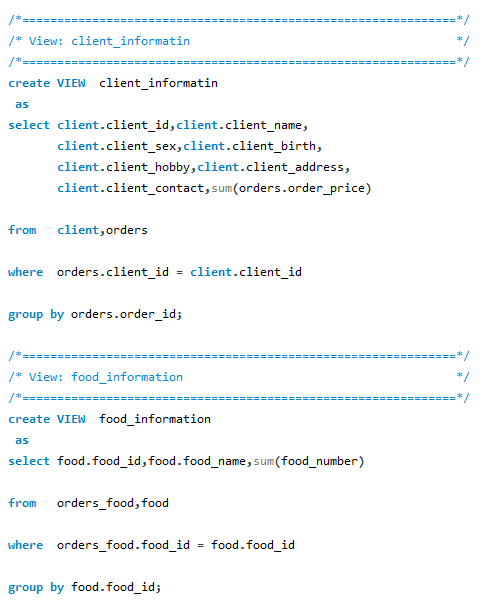 /*==============================================================*/
/* View: client_informatin                                      */
/*==============================================================*/
create VIEW  client_informatin
 as
select client.client_id,client.client_name,
       client.client_sex,client.client_birth,
       client.client_hobby,client.client_address,
       client.client_contact,sum(orders.order_price)
from   client,orders
where  orders.client_id = client.client_id
group by orders.order_id;
/*==============================================================*/
/* View: food_information                                       */
/*==============================================================*/
create VIEW  food_information
 as
select food.food_id,food.food_name,sum(food_number)
from   orders_food,food
where  orders_food.food_id = food.food_id
group by food.food_id;